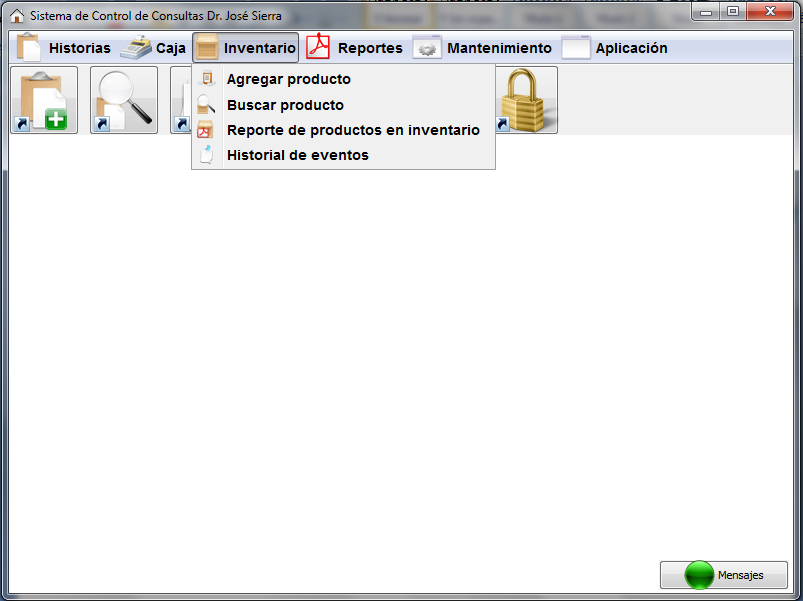 Sistema de Control de Consultas Dr. José Sierra
Historias Caja Inventario Reportes Mantenimiento Aplicación
Agregar producto
Buscar producto
Reporte de productos en inventario
Historial de eventos
Mensajes